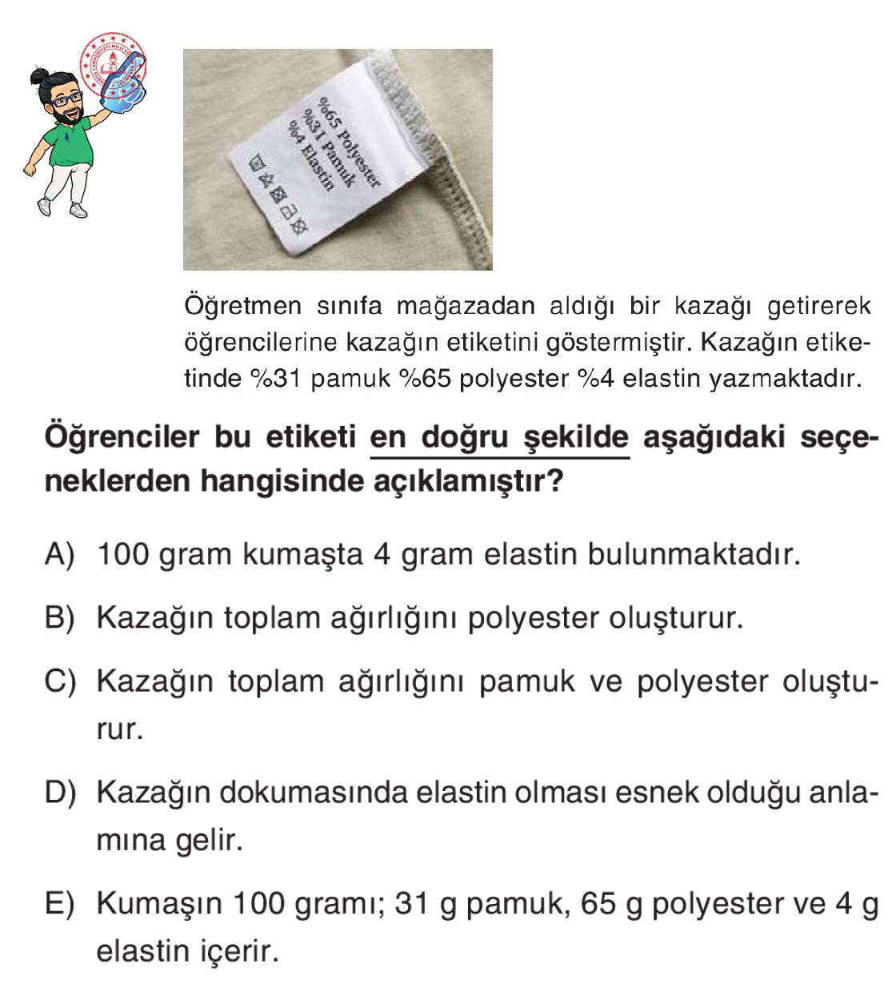 %65 Polyester
%31 Pamuk
%4 Elastin
Öğretmen sınıfa mağazadan aldığı bir kazağı getirerek
öğrencilerine kazağın etiketini göstermiştir. Kazağın etike-
tinde %31 pamuk %65 polyester %4 elastin yazmaktadır.
Öğrenciler bu etiketi en doğru şekilde aşağıdaki seçe-
neklerden hangisinde açıklamıştır?
A) 100 gram kumaşta 4 gram elastin bulunmaktadır.
B) Kazağın toplam ağırlığını polyester oluşturur.
C) Kazağın toplam ağırlığını pamuk ve polyester oluştu-
rur.
D) Kazağın dokumasında elastin olması esnek olduğu anla-
mına gelir.
E) Kumaşın 100 gramı; 31 g pamuk, 65 g polyester ve 4 g
elastin içerir.